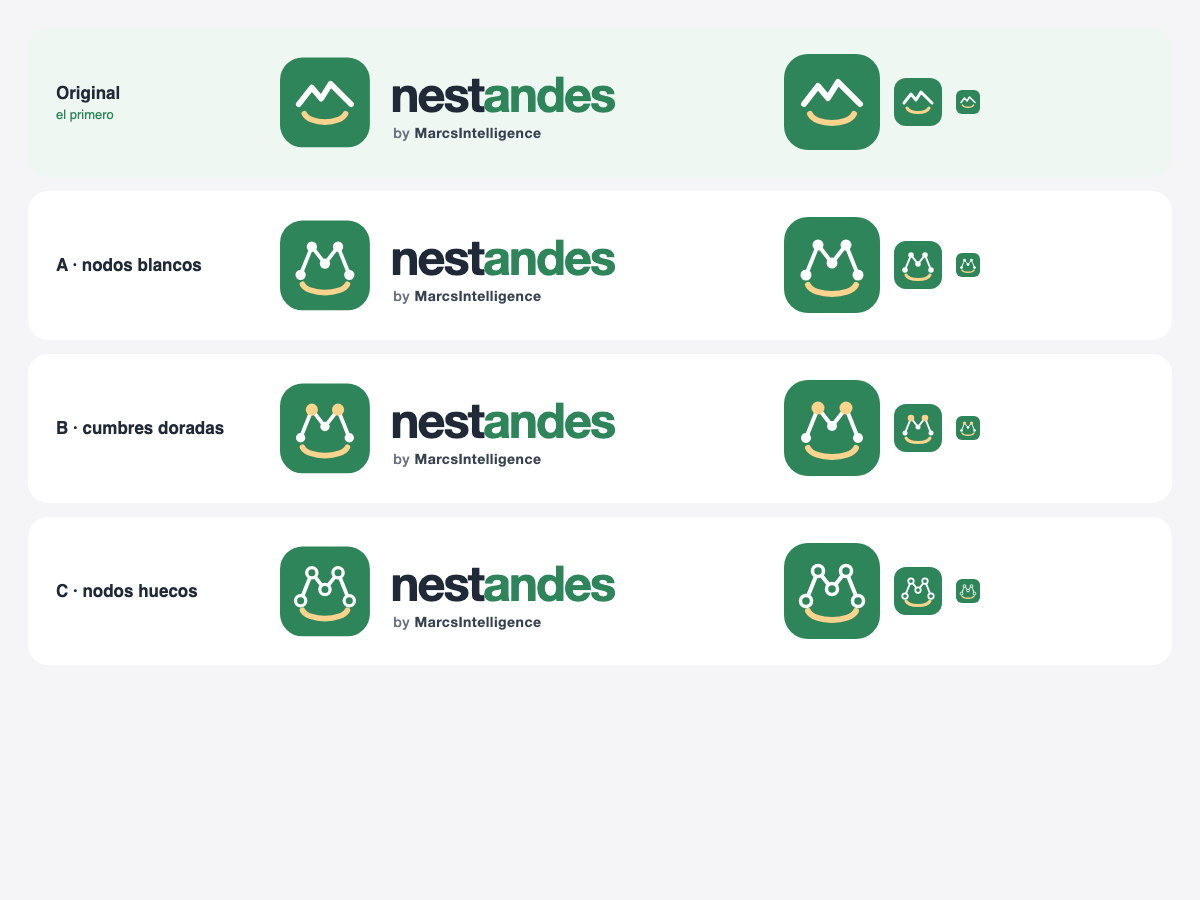 Original
el primero
nestandes
by MarcsIntelligence
A · nodos blancos
nestandes
by MarcsIntelligence
B · cumbres doradas
nestandes
by MarcsIntelligence
C · nodos huecos
nestandes
by MarcsIntelligence